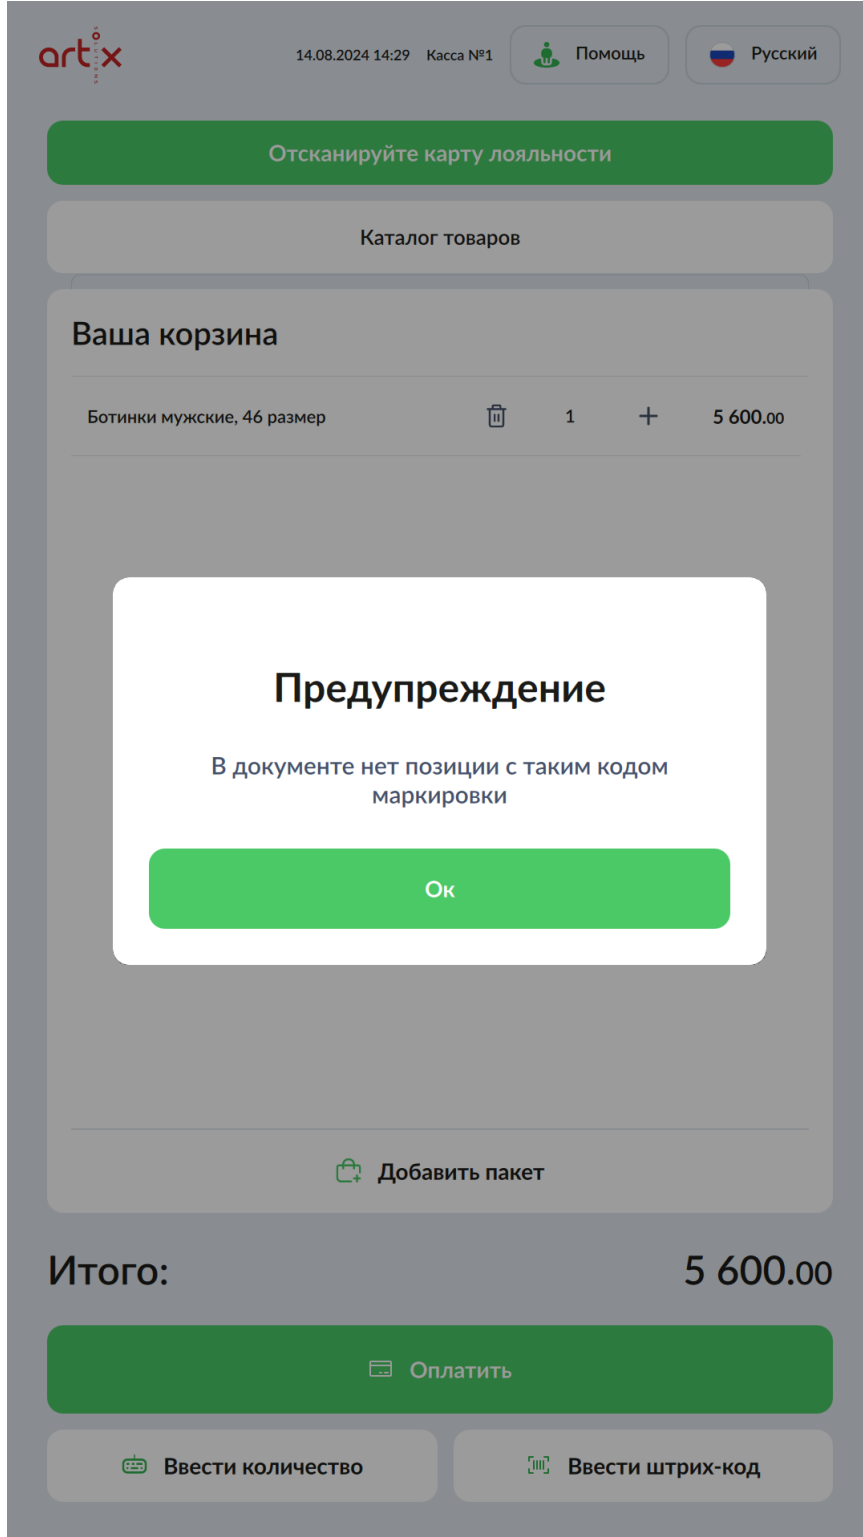 artix
14.08.2024 14:29 Касса №1 Помощь Русский
Отсканируйте карту лояльности
Каталог товаров
Ваша корзина
Ботинки мужские, 46 размер 1 + 5 600.00
Предупреждение
В документе нет позиции с таким кодом
маркировки
Ок
Добавить пакет
Итого: 5 600.00
Оплатить
Ввести количество Ввести штрих-код